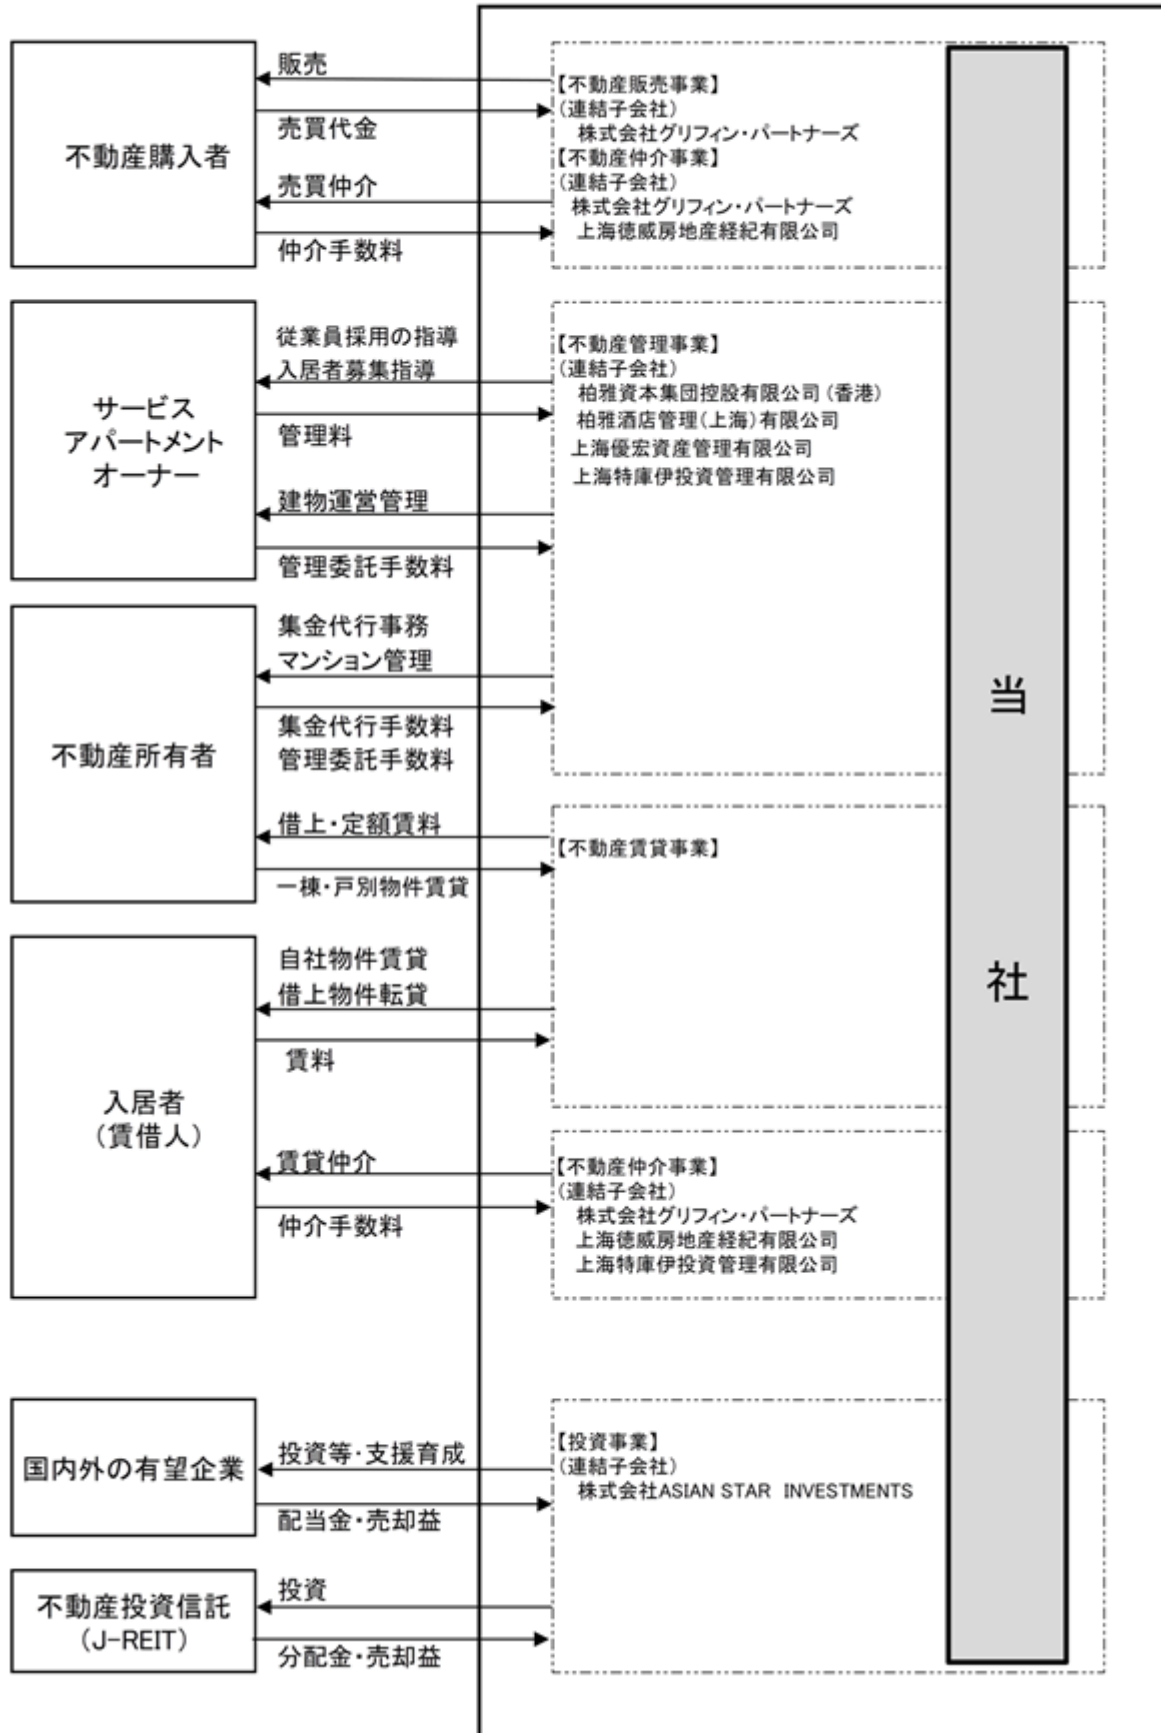 不動産購入者
販売
売買代金
売買仲介
仲介手数料
【不動産販売事業】
(連結子会社)
株式会社グリフィン・パートナーズ
【不動産仲介事業】
(連結子会社)
株式会社グリフィン・パートナーズ
上海徳威房地産経紀有限公司
サービス
アパートメント
オーナー
従業員採用の指導
入居者募集指導
管理料
建物運営管理
管理委託手数料
【不動産管理事業】
(連結子会社)
柏雅資本集団控股有限公司(香港)
柏雅酒店管理(上海)有限公司
上海優宏資産管理有限公司
上海特庫伊投資管理有限公司
不動産所有者
集金代行事務
マンション管理
集金代行手数料
管理委託手数料
借上・定額賃料
一棟・戸別物件賃貸
【不動産賃貸事業】
入居者
(賃借人)
自社物件賃貸
借上物件転貸
賃料
賃貸仲介
仲介手数料
【不動産仲介事業】
(連結子会社)
株式会社グリフィン・パートナーズ
上海徳威房地産経紀有限公司
上海特庫伊投資管理有限公司
国内外の有望企業
投資等・支援育成
配当金・売却益
【投資事業】
(連結子会社)
株式会社ASIAN STAR INVESTMENTS
不動産投資信託
(J-REIT)
投資
分配金・売却益
当
社